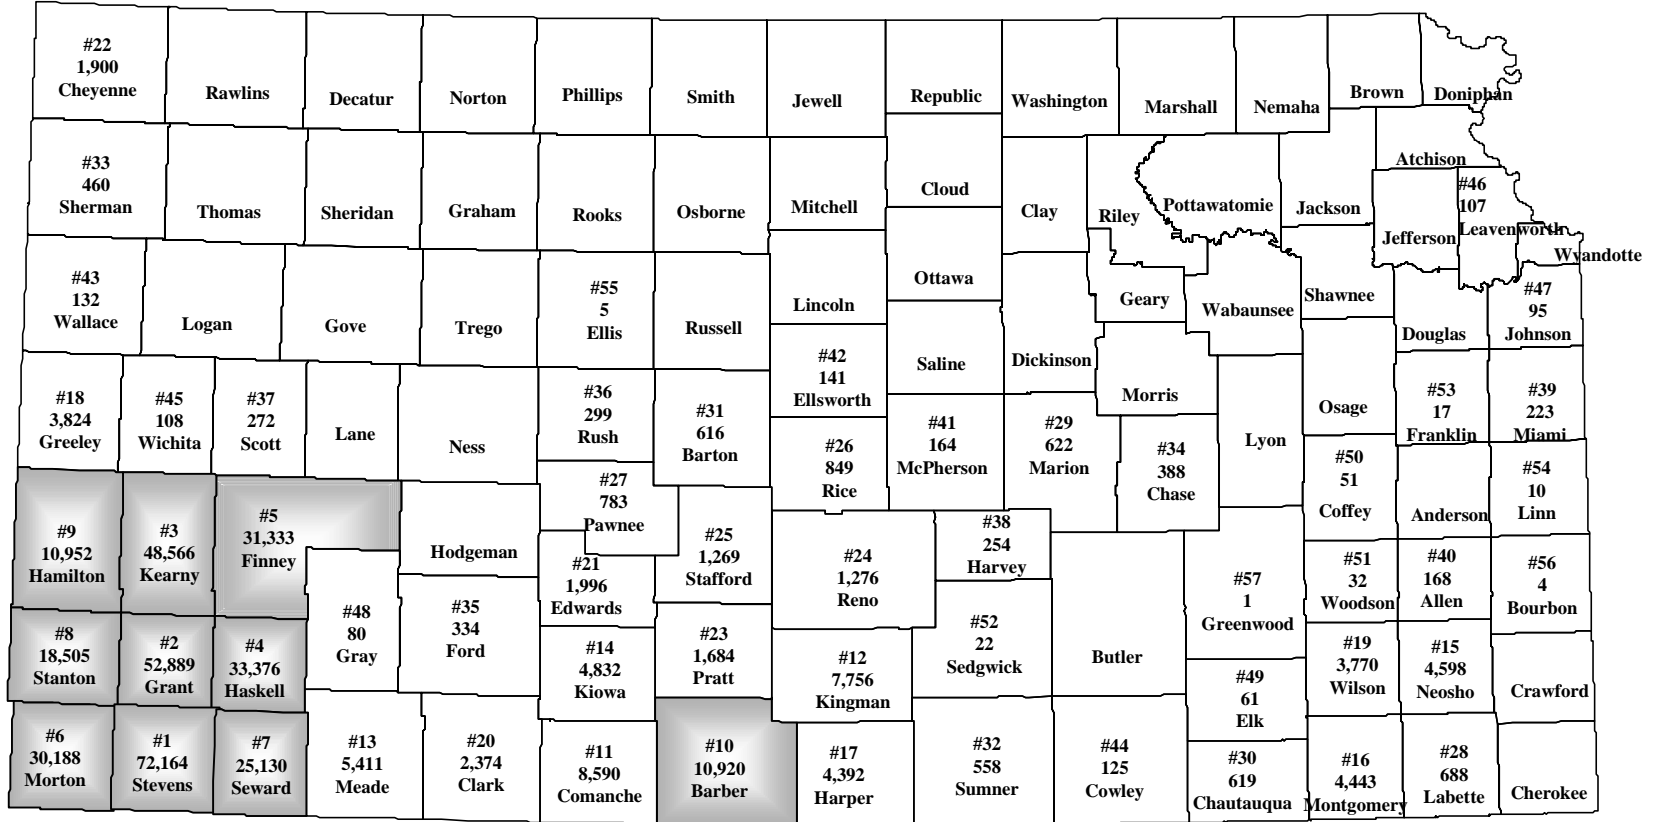 #22
1,900
Cheyenne
Rawlins
Decatur
Norton
Phillips
Smith
Jewell
Republic
Washington
Marshall
Nemaha
Brown
Doniphan
#33
460
Sherman
Thomas
Sheridan
Graham
Rooks
Osborne
Mitchell
Cloud
Clay
Riley
Pottawatomie
Jackson
Atchison
Jefferson
#46
107
Leavenworth
Wyandotte
#43
132
Wallace
Logan
Gove
Trego
#55
5
Ellis
Russell
Lincoln
Ottawa
Saline
Dickinson
Geary
Wabaunsee
Shawnee
Douglas
#47
95
Johnson
#18
3,824
Greeley
#45
108
Wichita
#37
272
Scott
Lane
Ness
#36
299
Rush
#31
616
Barton
#42
141
Ellsworth
#26
849
Rice
#41
164
McPherson
#29
622
Marion
Morris
#34
388
Chase
Lyon
Osage
#53
17
Franklin
#39
223
Miami
#9
10,952
Hamilton
#3
48,566
Kearny
#5
31,333
Finney
Hodgeman
#27
783
Pawnee
#21
1,996
Edwards
#25
1,269
Stafford
#24
1,276
Reno
#38
254
Harvey
#50
51
Coffey
Anderson
#54
10
Linn
#8
18,505
Stanton
#2
52,889
Grant
#4
33,376
Haskell
#48
80
Gray
#35
334
Ford
#14
4,832
Kiowa
#23
1,684
Pratt
#12
7,756
Kingman
#52
22
Sedgwick
Butler
#57
1
Greenwood
#51
32
Woodson
#40
168
Allen
#56
4
Bourbon
#49
61
Elk
#19
3,770
Wilson
#15
4,598
Neosho
Crawford
#6
30,188
Morton
#1
72,164
Stevens
#7
25,130
Seward
#13
5,411
Meade
#20
2,374
Clark
#11
8,590
Comanche
#10
10,920
Barber
#17
4,392
Harper
#32
558
Sumner
#44
125
Cowley
#30
619
Chautauqua
#16
4,443
Montgomery
#28
688
Labette
Cherokee